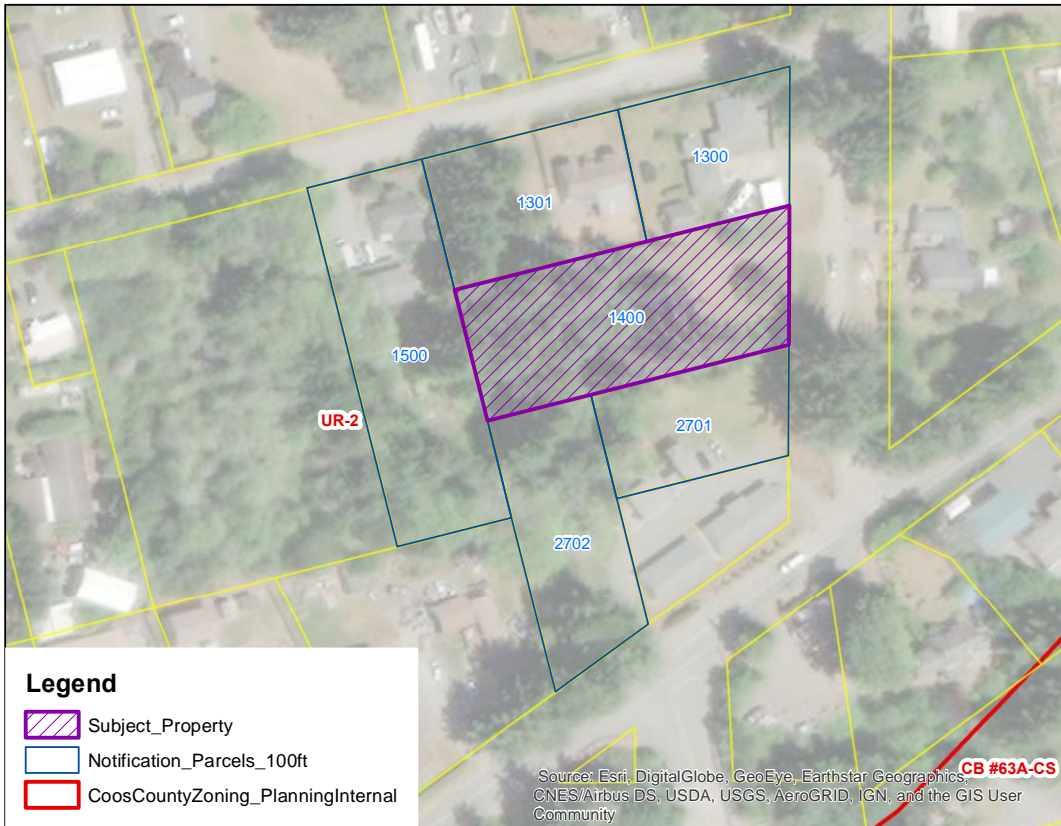 1300
1301
1400
1500
UR-2
2701
2702
Legend
Subject_Property
Notification_Parcels_100ft
CoosCountyZoning_PlanningInternal
CB #63A-CS
Source: Esri, DigitalGlobe, GeoEye, Earthstar Geographics,
CNES/Airbus DS, USDA, USGS, AeroGRID, IGN, and the GIS User
Community